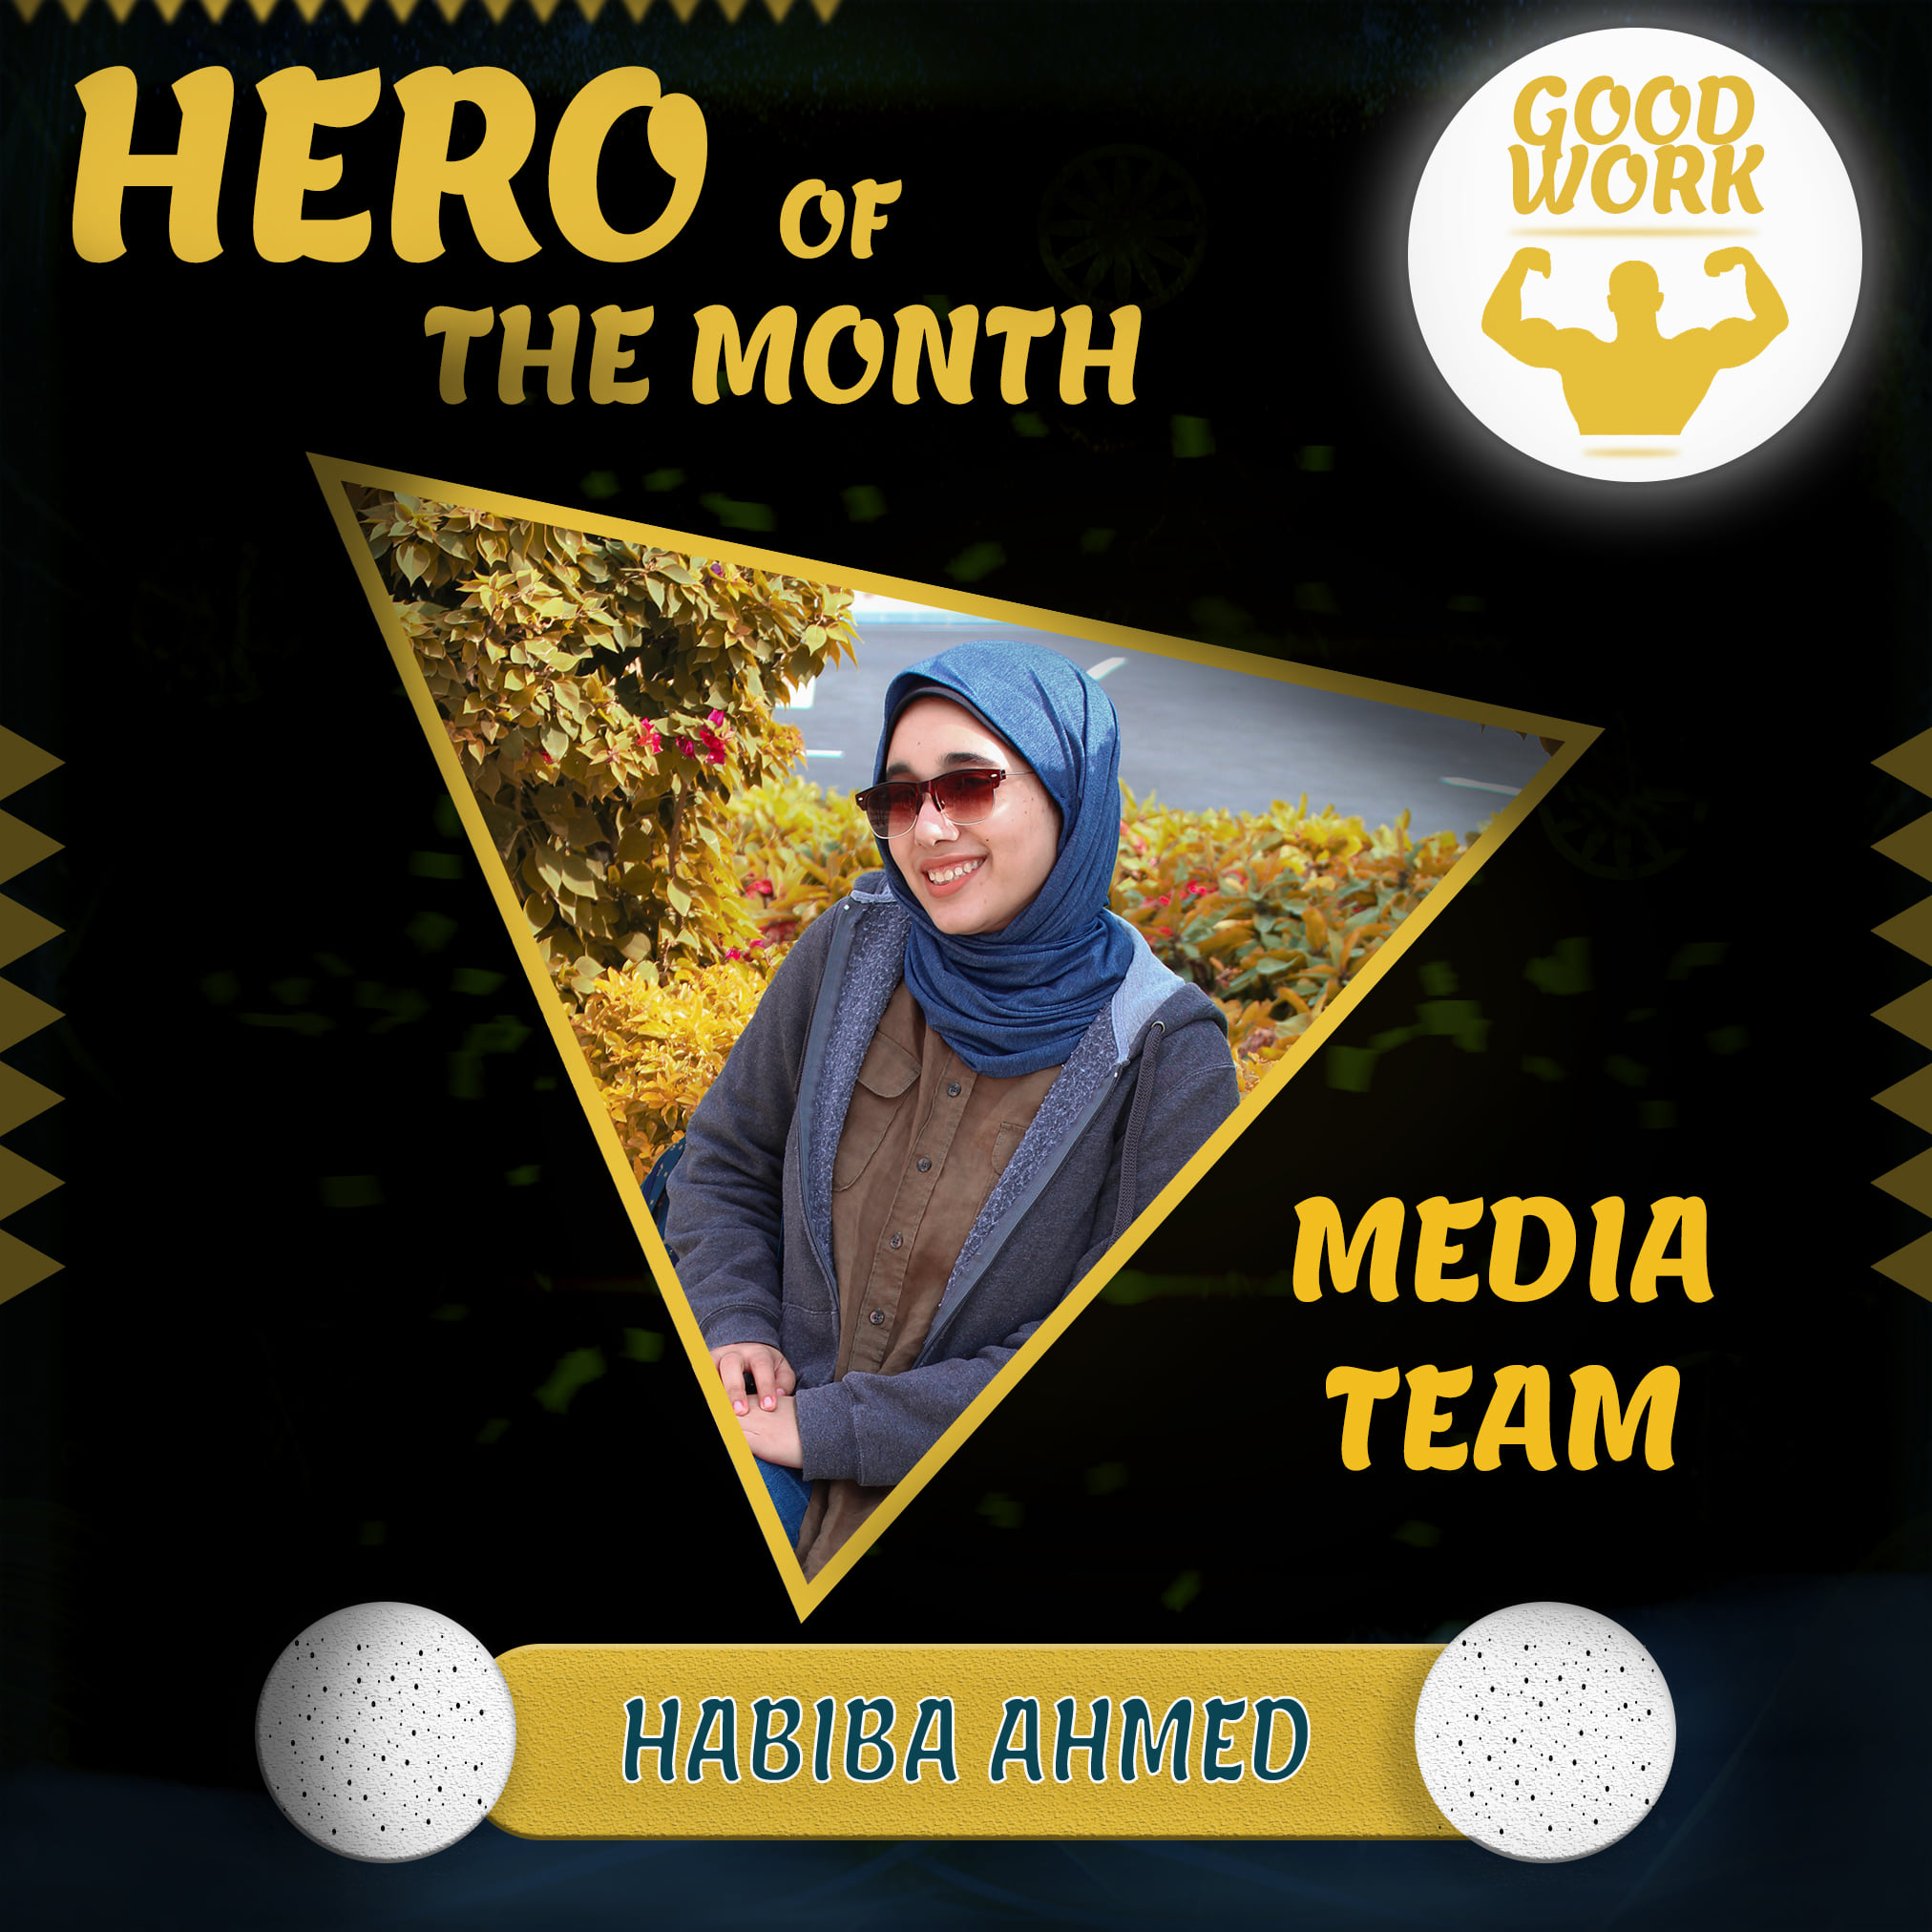 HERO OF
THE MONTH
GOOD
WORK
MEDIA
TEAM
HABIBA AHMED